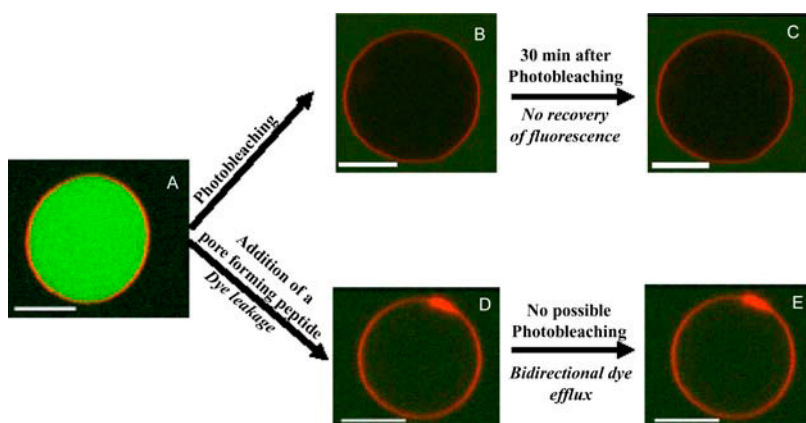 A
Photobleaching
B
30 min after
Photobleaching
No recovery
of fluorescence
C
Addition of a
pore forming peptide
Dye leakage
D
No possible
Photobleaching
Bidirectional dye
efflux
E